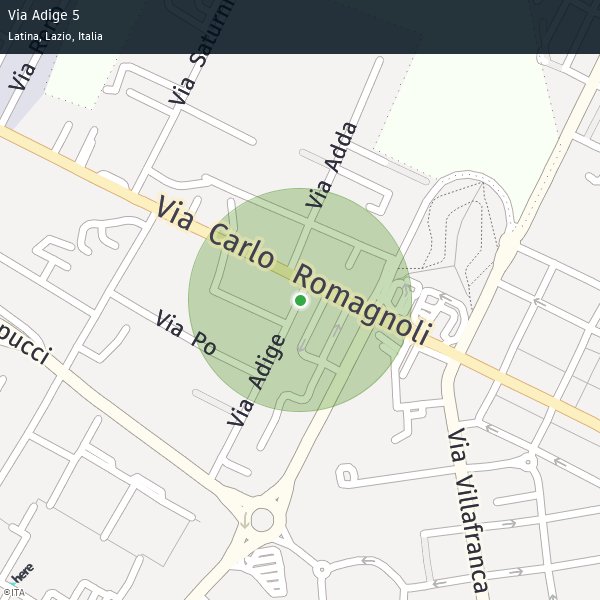 Via Adige 5
Latina, Lazio, Italia
Via Saturni
Via Adda
Via Carlo Romagnoli
Via Po
Via Adige
pucci
Via Villafranca
here
©ITA